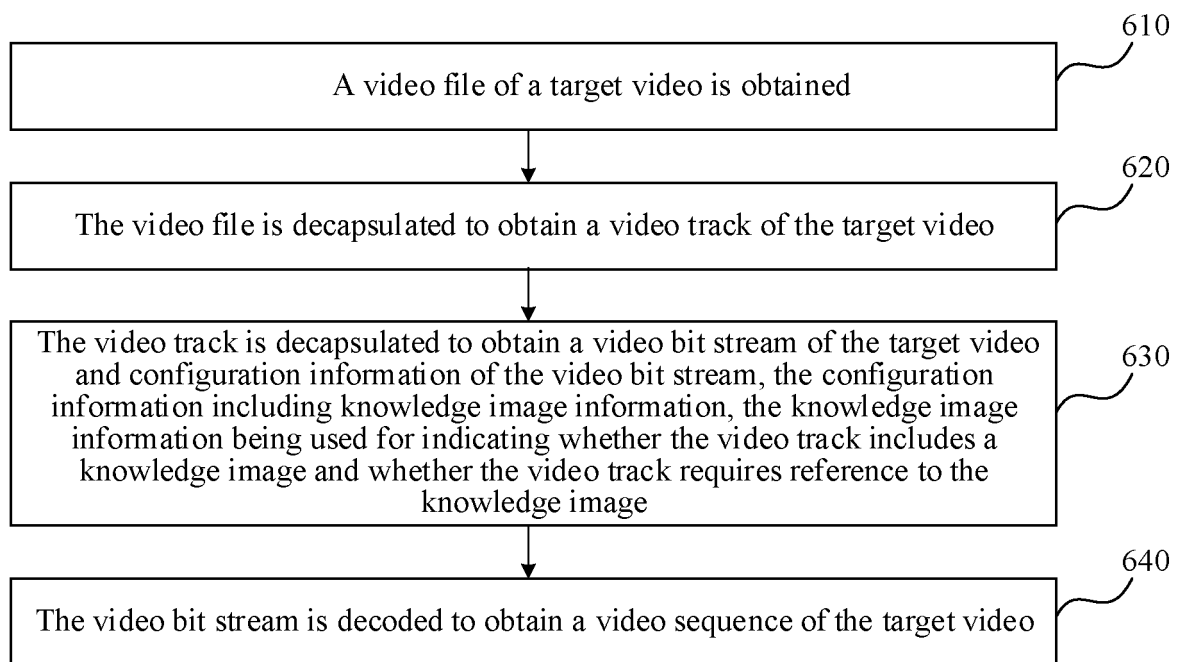 610
A video file of a target video is obtained
620
The video file is decapsulated to obtain a video track of the target video
The video track is decapsulated to obtain a video bit stream of the target video
630
and configuration information of the video bit stream, the configuration
information including knowledge image information, the knowledge image
information being used for indicating whether the video track includes a
knowledge image and whether the video track requires reference to the
knowledge image
640
The video bit stream is decoded to obtain a video sequence of the target video